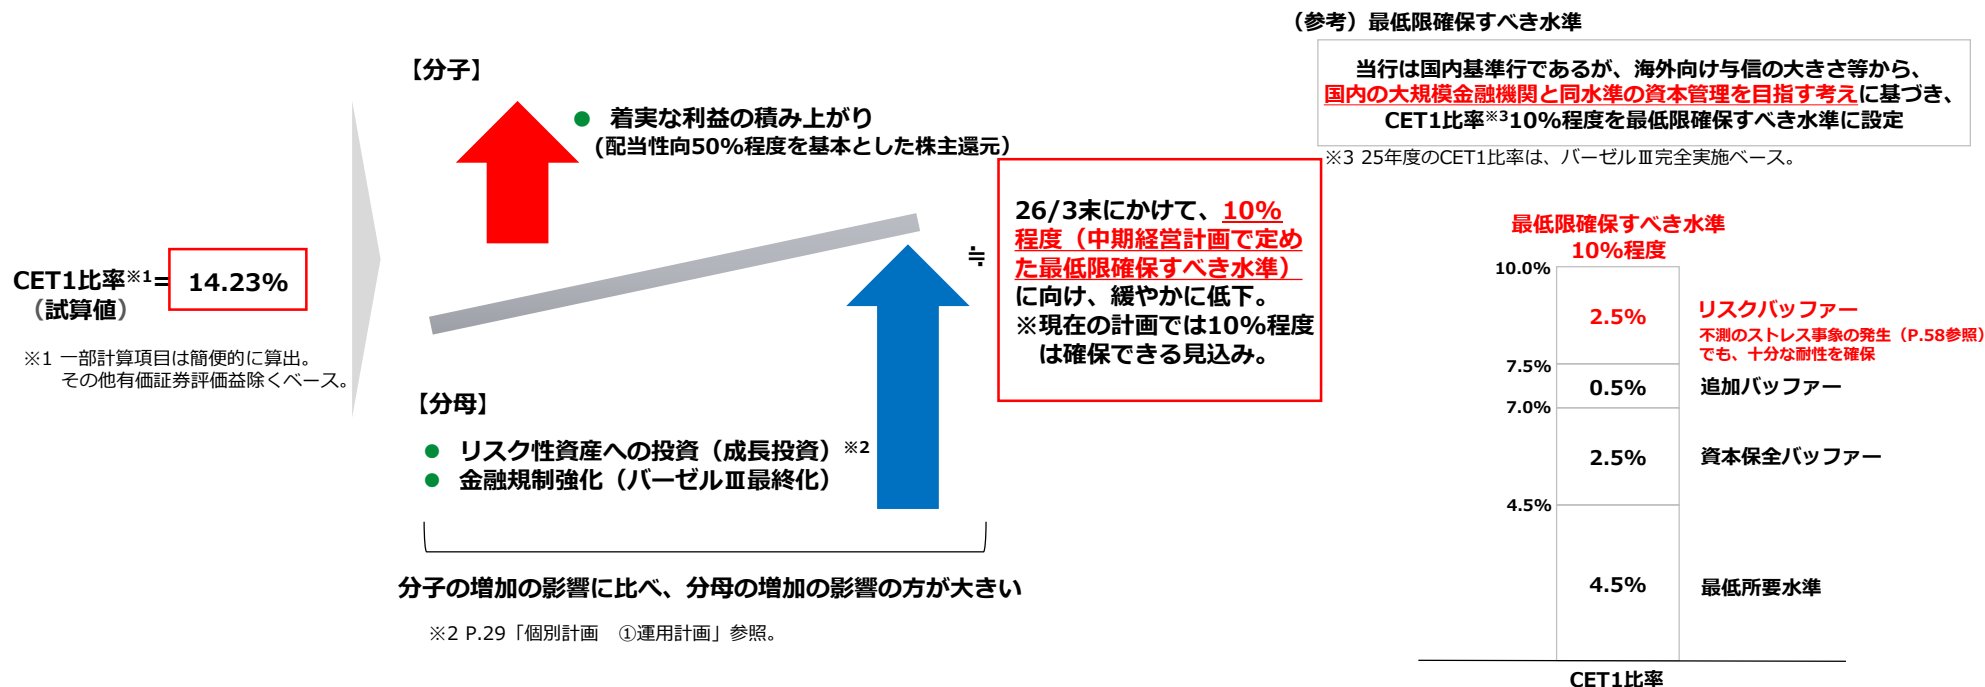 CET1比率※1=
(試算値)
14.23%
※1 一部計算項目は簡便的に算出。
その他有価証券評価益除くベース。
【分子】
● 着実な利益の積み上がり
(配当性向50%程度を基本とした株主還元)
【分母】
● リスク性資産への投資（成長投資）※2
● 金融規制強化（バーゼルⅢ最終化）
分子の増加の影響に比べ、分母の増加の影響の方が大きい
※2 P.29「個別計画　①運用計画」参照。
≒
26/3末にかけて、10%
程度（中期経営計画で定め
た最低限確保すべき水準）
に向け、緩やかに低下。
※現在の計画では10%程度
は確保できる見込み。
（参考）最低限確保すべき水準
当行は国内基準行であるが、海外向け与信の大きさ等から、
国内の大規模金融機関と同水準の資本管理を目指す考えに基づき、
CET1比率※310%程度を最低限確保すべき水準に設定
※3 25年度のCET1比率は、バーゼルⅢ完全実施ベース。
最低限確保すべき水準
10%程度
10.0%
2.5%
リスクバッファー
不測のストレス事象の発生（P.58参照）
でも、十分な耐性を確保
7.5%
0.5%
追加バッファー
7.0%
2.5%
資本保全バッファー
4.5%
4.5%
最低所要水準
CET1比率